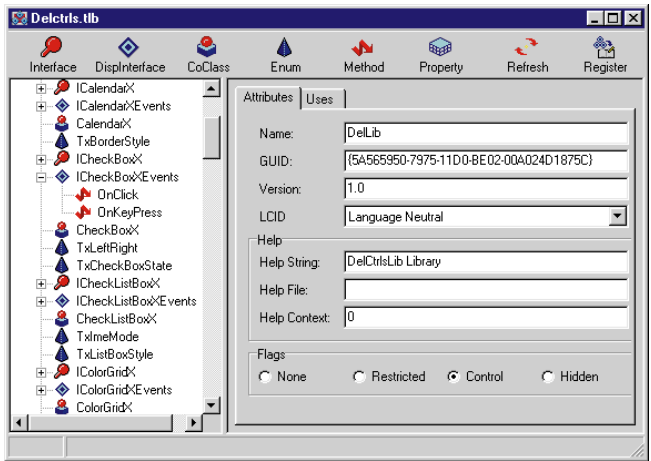 Delctrls.tlb
Interface DispInterface CoClass Enum Method Property Refresh Register
ICalendarX
ICalendarXEvents
CalendarX
TxBorderStyle
ICheckBoxX
ICheckBoxXEvents
OnClick
OnKeyPress
CheckBoxX
TxLeftRight
TxCheckBoxState
ICheckListBoxX
ICheckListBoxXEvents
CheckListBoxX
TxImeMode
TxListBoxStyle
IColorGridX
IColorGridXEvents
ColorGridX
Attributes Uses
Name: DelLib
GUID: {5A565950-7975-11D0-BE02-00A024D1875C}
Version: 1.0
LCID Language Neutral
Help
Help String: DelCtrlsLib Library
Help File:
Help Context: 0
Flags
None Restricted Control Hidden